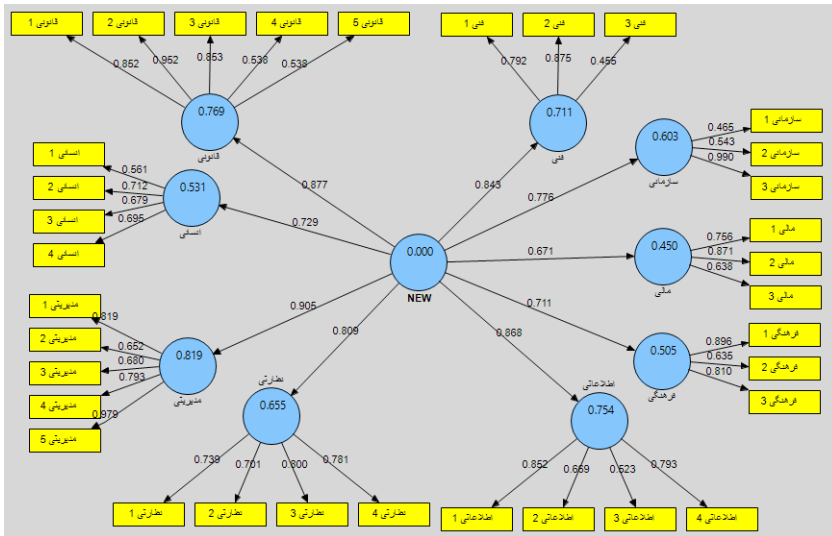 قانونی 1
قانونی 2
قانونی 3
قانونی 4
قانونی 5
0.852
0.952
0.853
0.538
0.538
0.769
قانونی
فنی 1
فنی 2
فنی 3
0.792
0.875
0.455
0.711
فنی
سازمانی 1
سازمانی 2
سازمانی 3
0.465
0.543
0.990
0.603
سازمانی
انسانی 1
انسانی 2
انسانی 3
انسانی 4
0.561
0.712
0.679
0.695
0.531
انسانی
0.877
0.843
0.776
0.729
0.671
0.000
NEW
مالی 1
مالی 2
مالی 3
0.756
0.871
0.638
0.450
مالی
0.905
0.809
0.868
0.711
مدیریتی 1
مدیریتی 2
مدیریتی 3
مدیریتی 4
مدیریتی 5
0.819
0.652
0.680
0.793
0.979
0.819
مدیریتی
فرهنگی 1
فرهنگی 2
فرهنگی 3
0.896
0.635
0.810
0.505
فرهنگی
نظارتی
0.655
0.739
0.701
0.800
0.781
نظارتی 1
نظارتی 2
نظارتی 3
نظارتی 4
اطلاعاتی
0.754
0.852
0.669
0.523
0.793
اطلاعاتی 1
اطلاعاتی 2
اطلاعاتی 3
اطلاعاتی 4